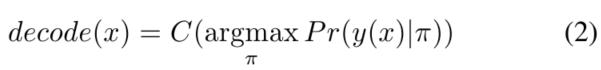 decode(x) = C(argmax Pr(y(x)|π)) (2)
π